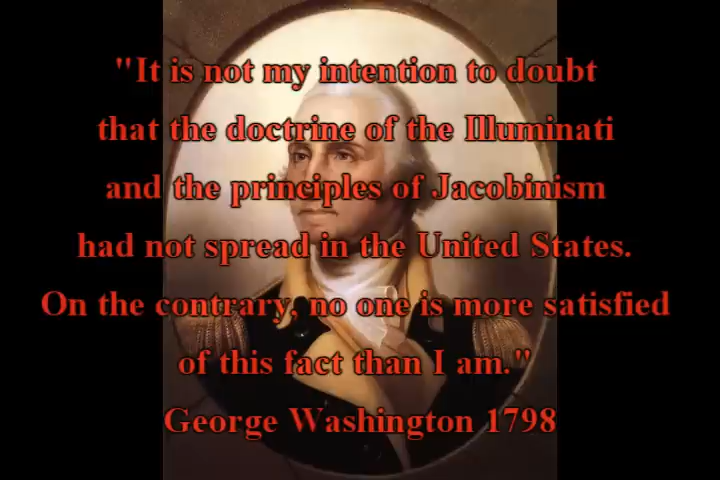 "It is not my intention to doubt
that the doctrine of the Illuminati
and the principles of Jacobinism
had not spread in the United States.
On the contrary, no one is more satisfied
of this fact than I am."
George Washington 1798